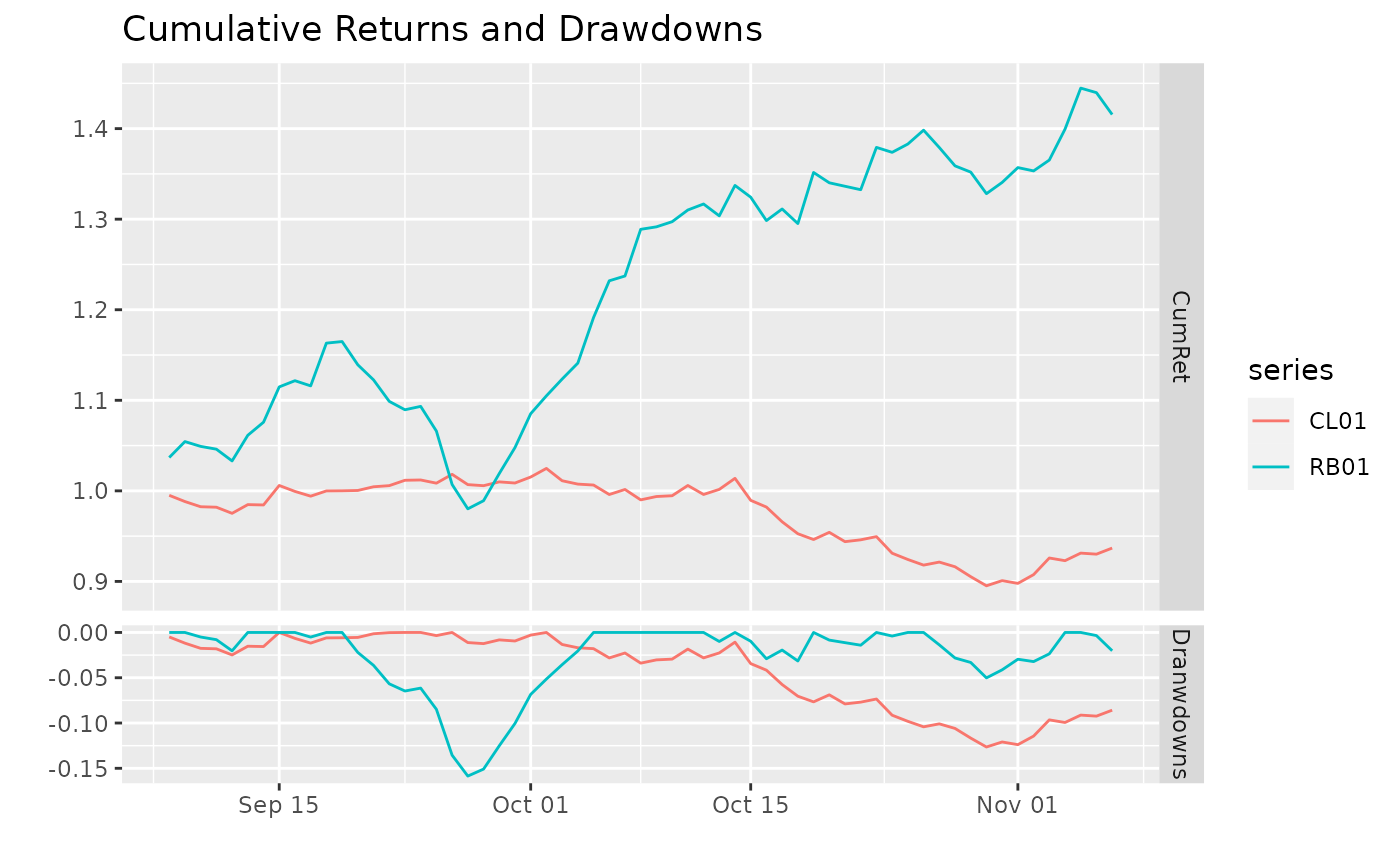 Cumulative Returns and Drawdowns
1.4
1.3
1.2
1.1
1.0
0.9
CumRet
0.00
-0.05
-0.10
-0.15
Dranwdowns
Sep 15
Oct 01
Oct 15
Nov 01
series
CL01
RB01